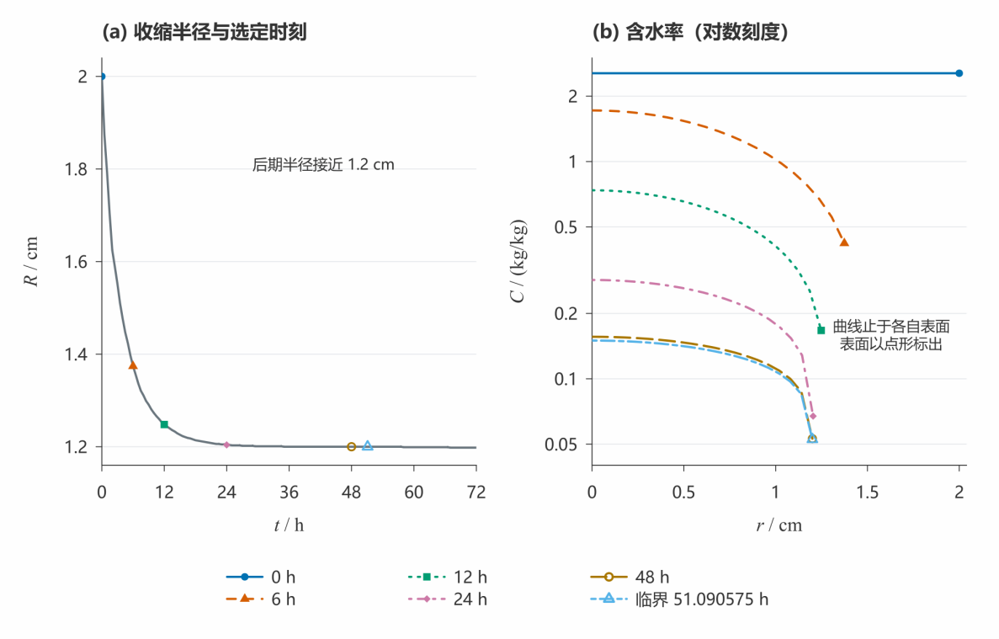 (a) 收缩半径与选定时刻
2
1.8
1.6
1.4
1.2
R / cm
后期半径接近 1.2 cm
0 12 24 36 48 60 72
t / h
(b) 含水率（对数刻度）
2
1
0.5
0.2
0.1
0.05
C / (kg/kg)
曲线止于各自表面
表面以点形标出
0 0.5 1 1.5 2
r / cm
0 h 12 h 48 h
6 h 24 h 临界 51.090575 h